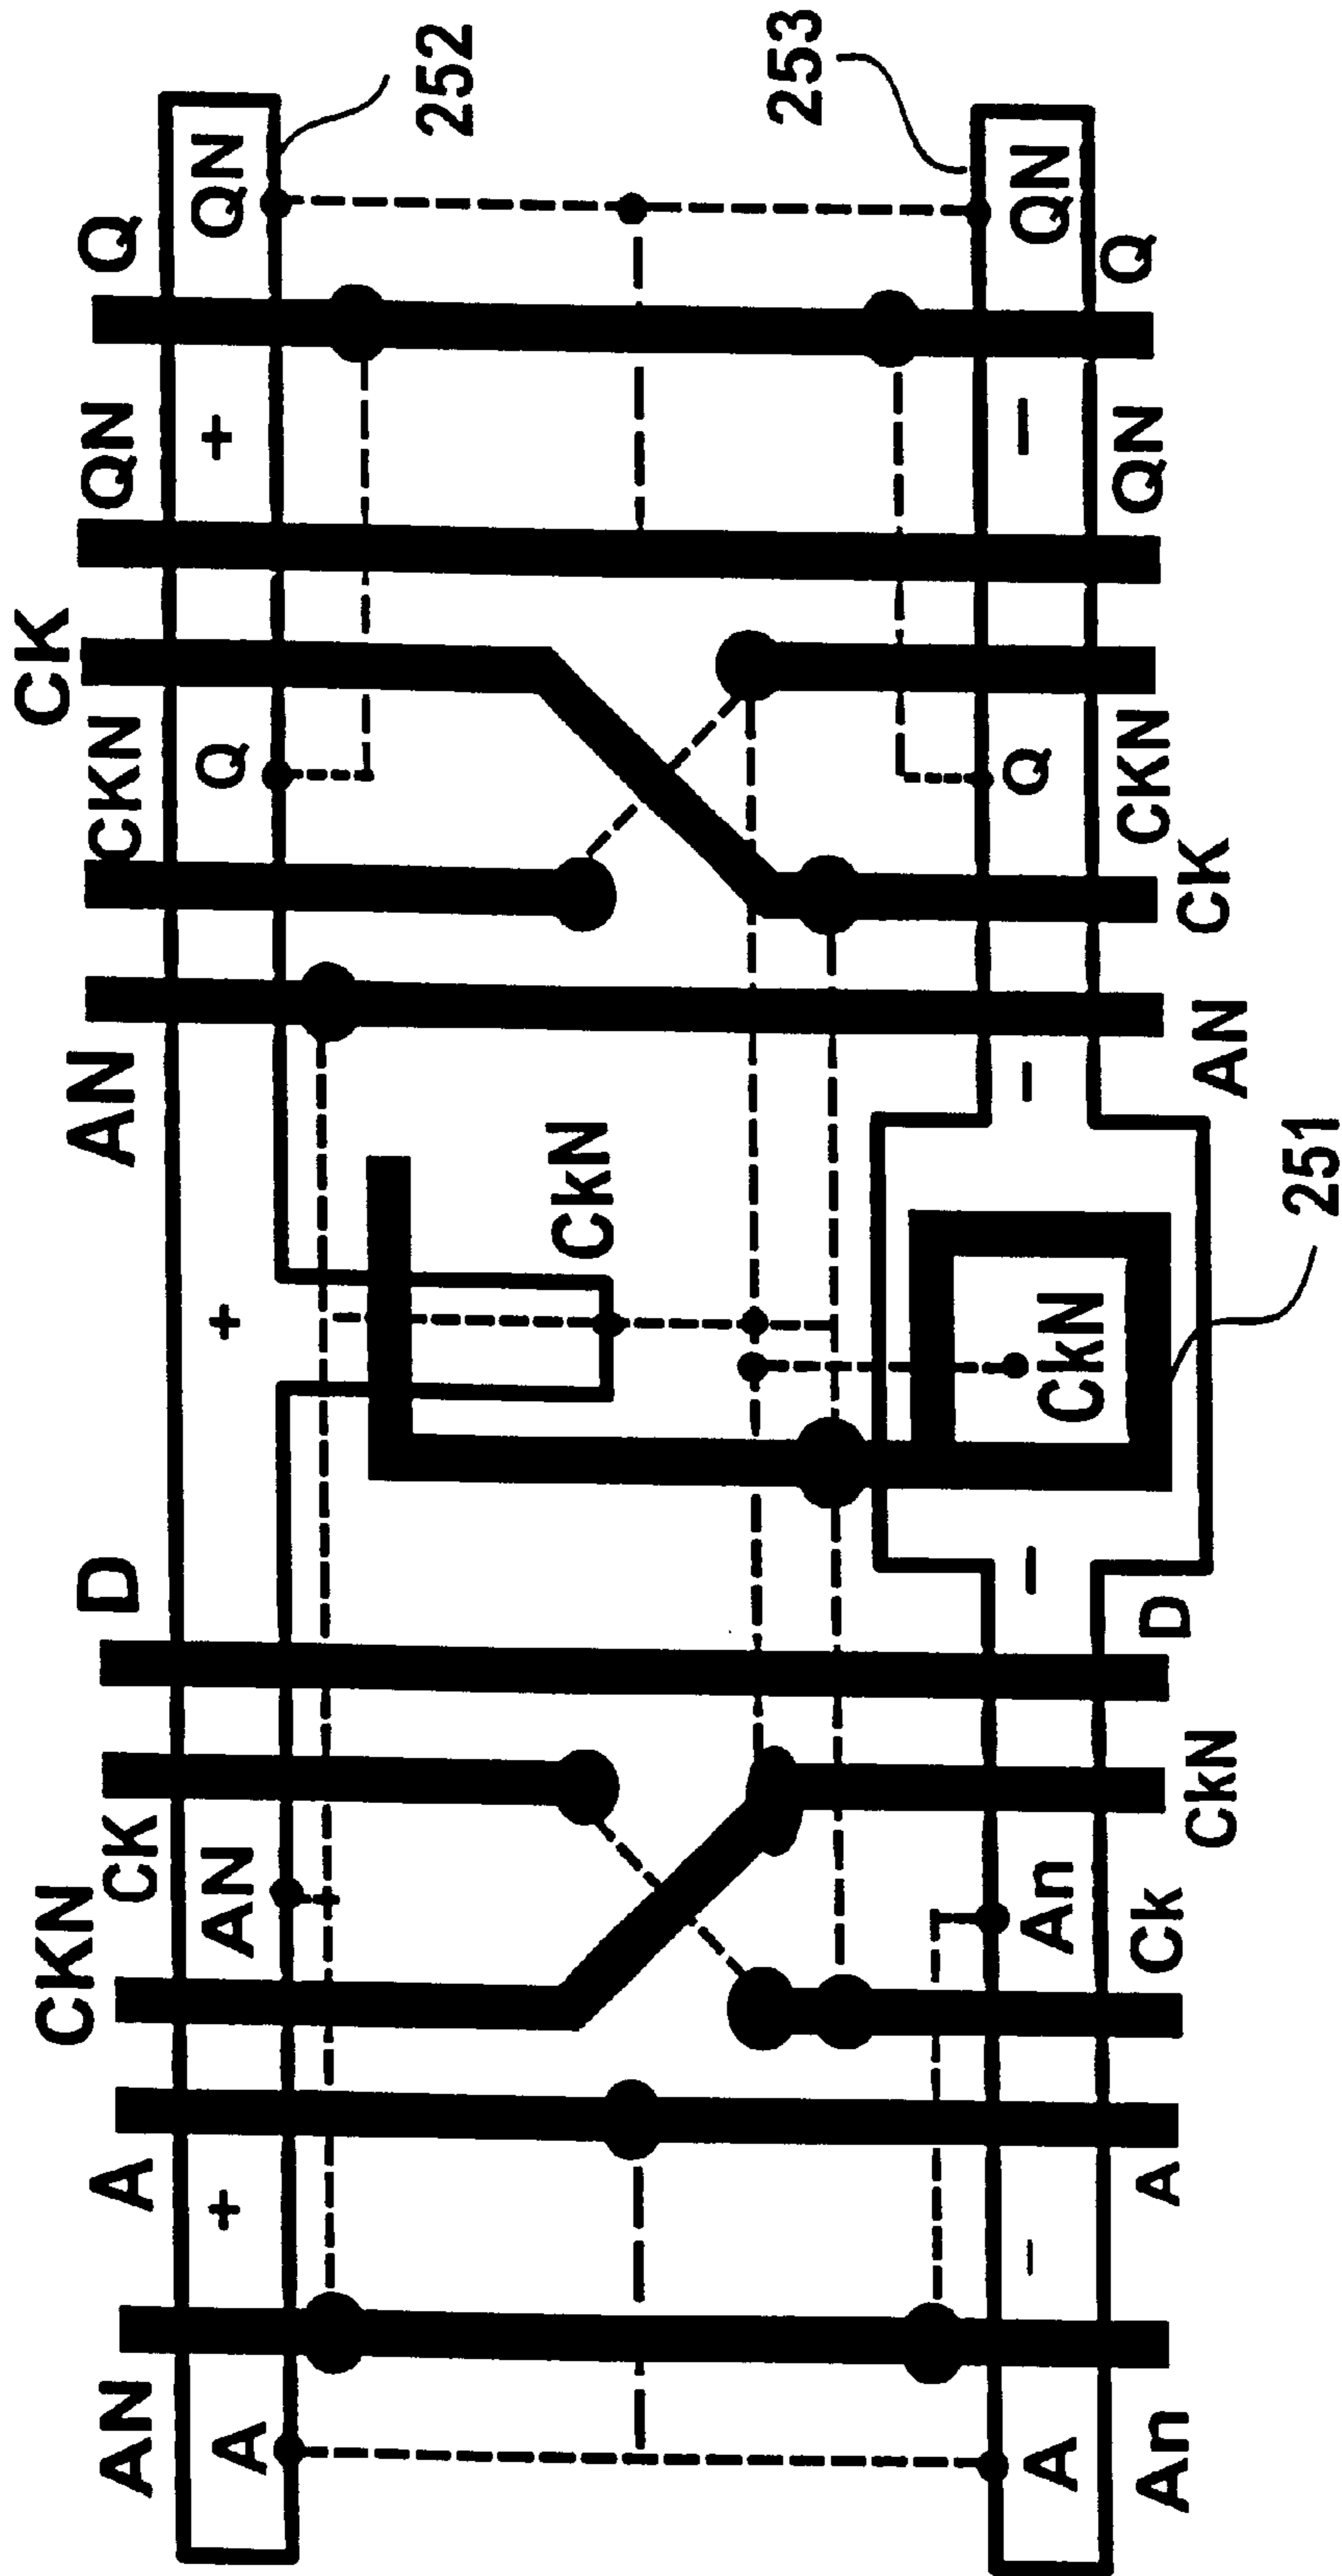 AN A CKN CK D AN CKN CK QN Q
A + AN + Q + QN
252
CkN
253
A – An – CkN – Q – QN
An A Ck CkN D AN CK CKN QN Q
251